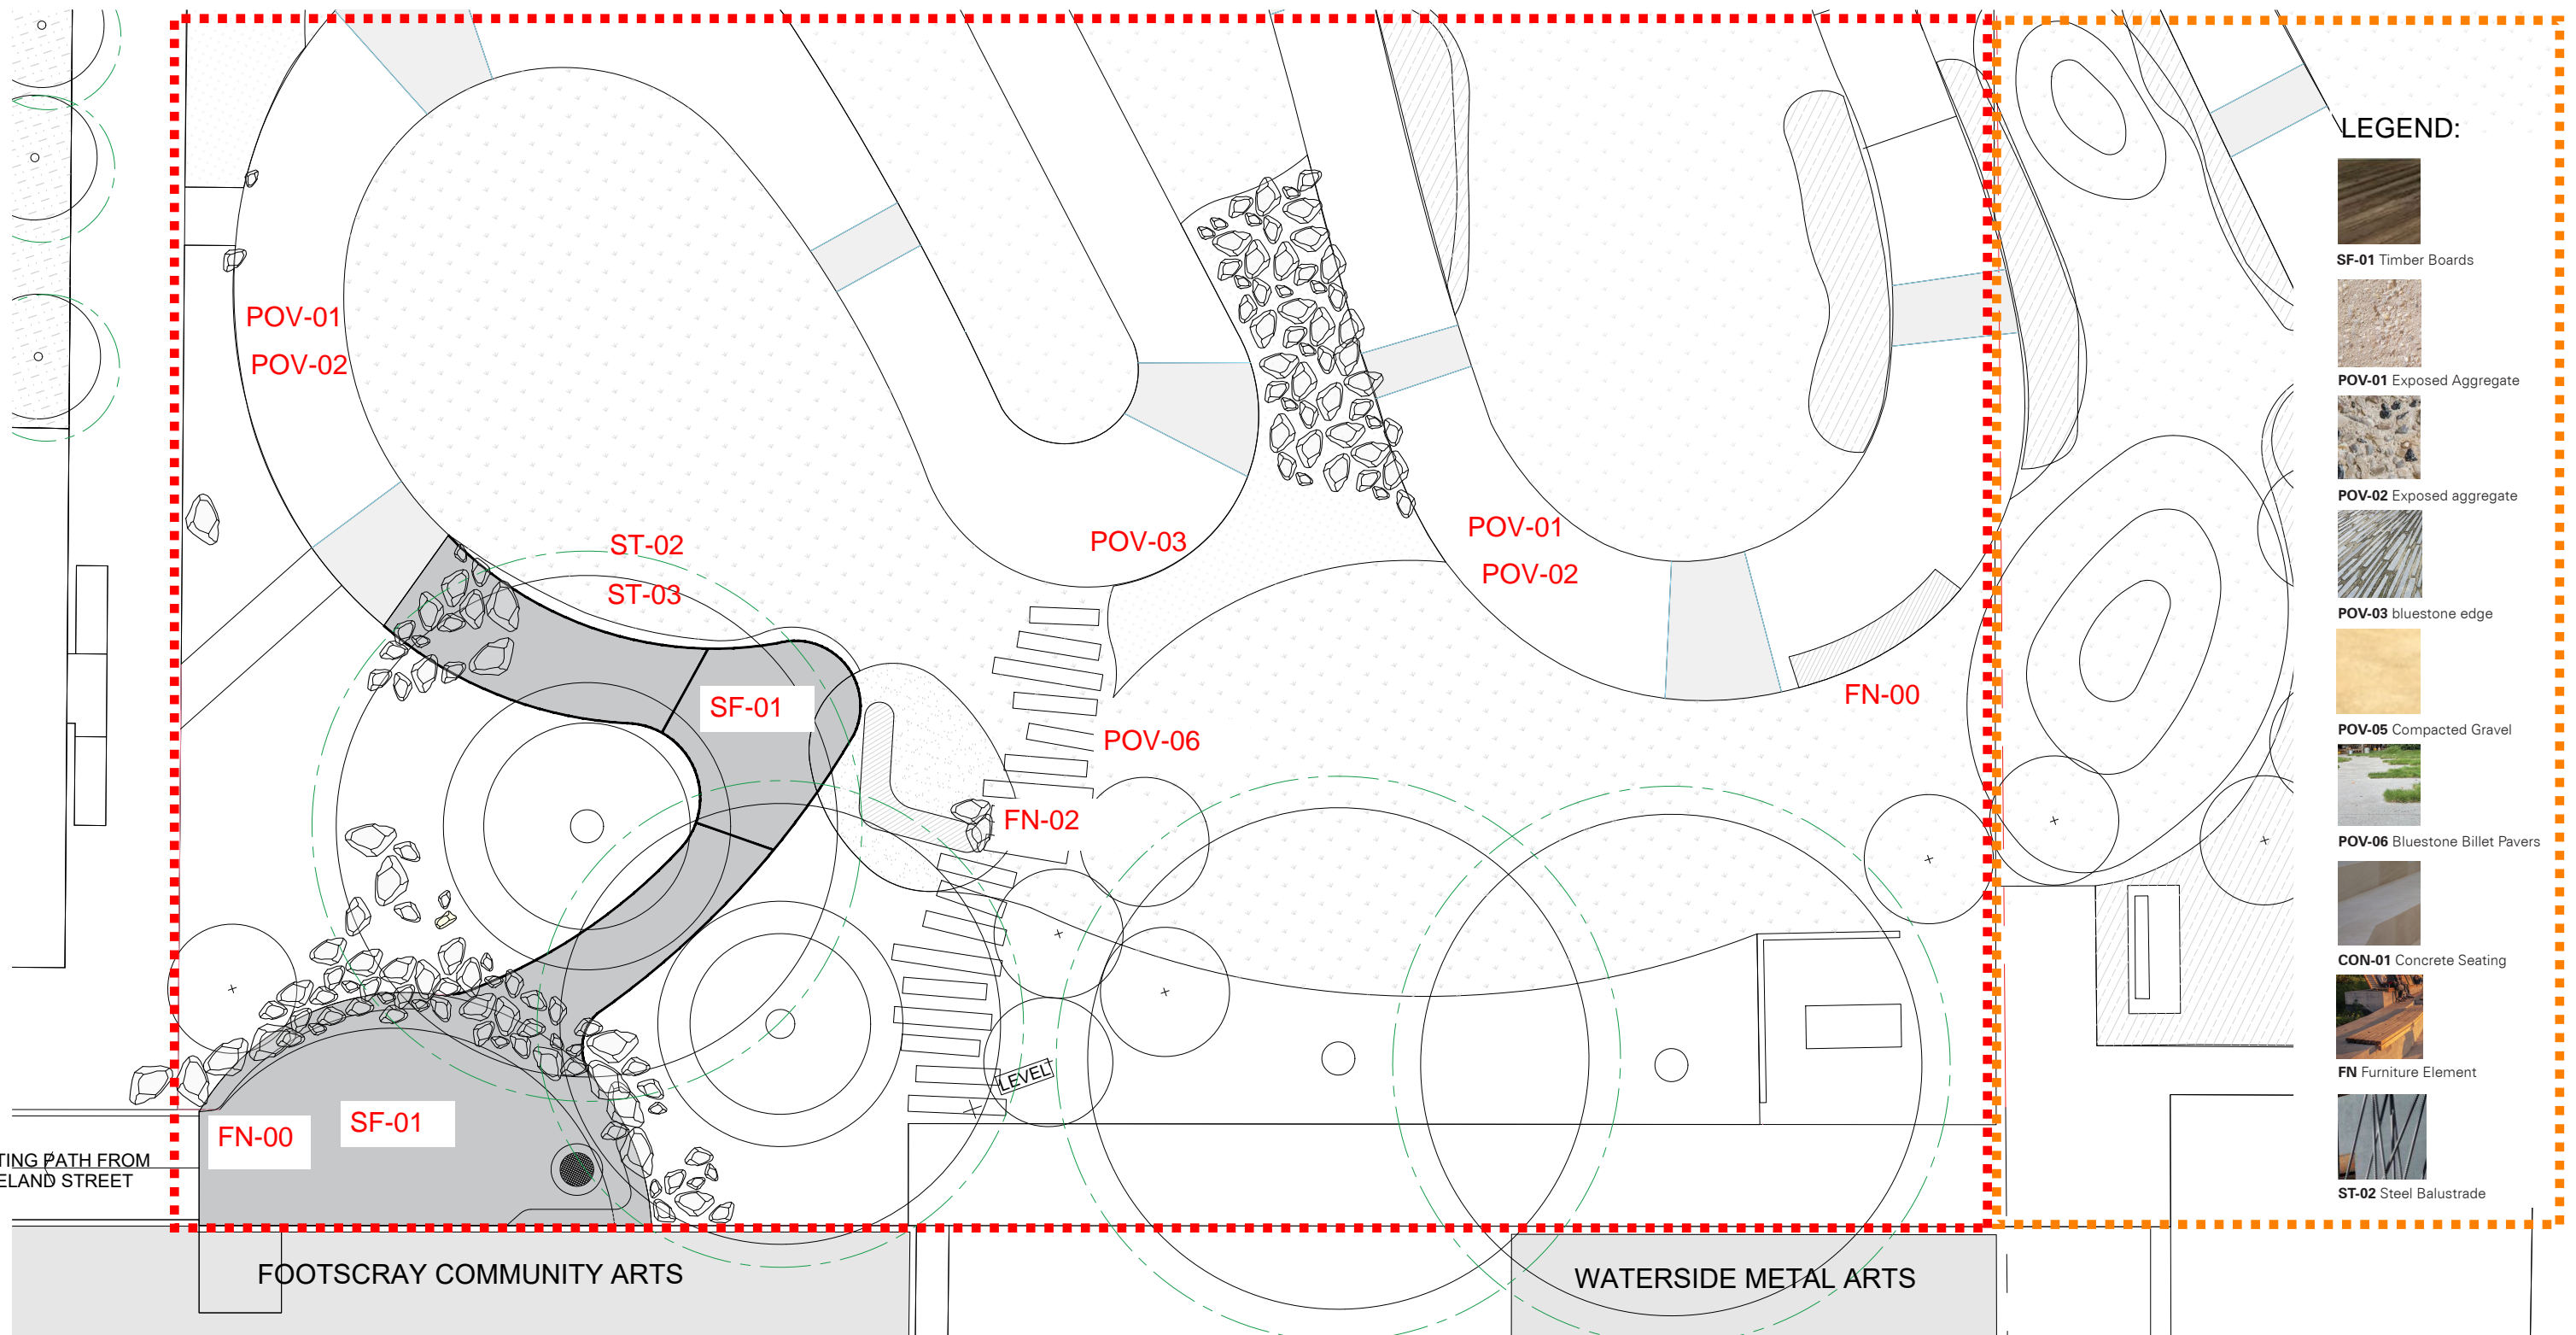 LEGEND:
SF-01 Timber Boards
POV-01 Exposed Aggregate
POV-02 Exposed aggregate
POV-03 bluestone edge
POV-05 Compacted Gravel
POV-06 Bluestone Billet Pavers
CON-01 Concrete Seating
FN Furniture Element
ST-02 Steel Balustrade
POV-01
POV-02
ST-02
ST-03
POV-03
POV-01
POV-02
SF-01
FN-00
POV-06
FN-02
LEVEL
SF-01
FN-00
TING PATH FROM
ELAND STREET
FOOTSCRAY COMMUNITY ARTS
WATERSIDE METAL ARTS